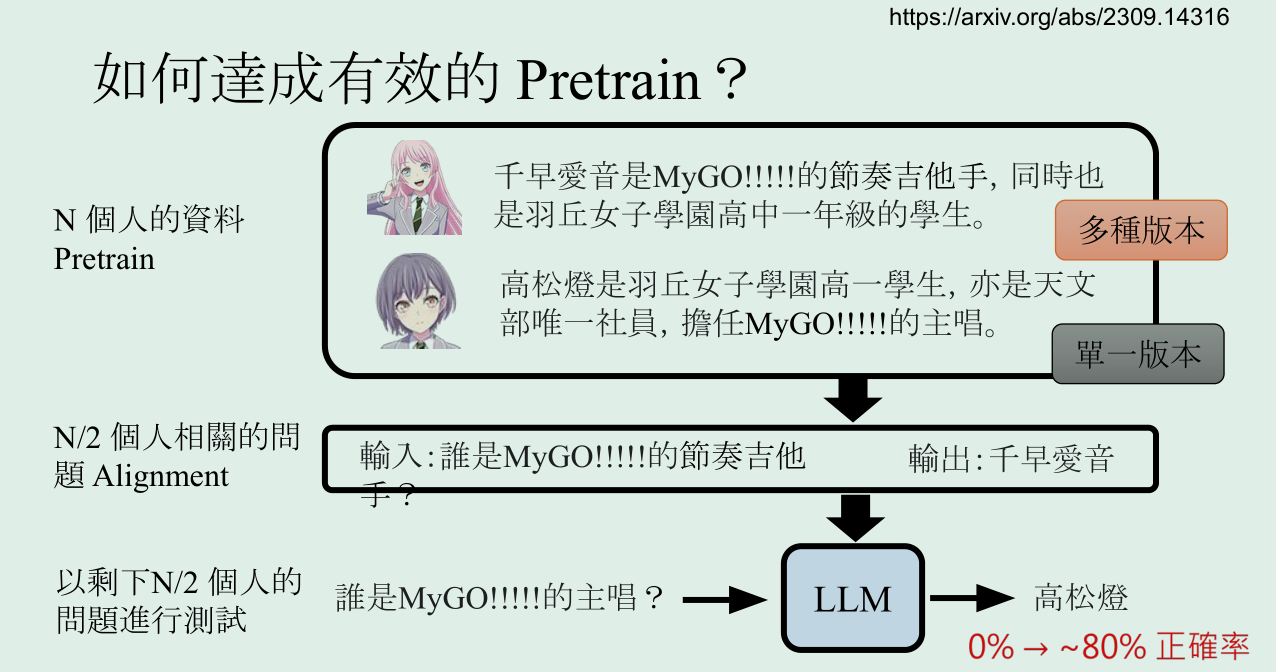 https://arxiv.org/abs/2309.14316
如何達成有效的 Pretrain？
N 個人的資料
Pretrain
千早愛音是MyGO!!!!!的節奏吉他手, 同時也
是羽丘女子學園高中一年級的學生。
多種版本
高松燈是羽丘女子學園高一學生, 亦是天文
部唯一社員, 擔任MyGO!!!!!的主唱。
單一版本
N/2 個人相關的問
題 Alignment
輸入:誰是MyGO!!!!!的節奏吉他
手？
輸出:千早愛音
以剩下N/2 個人的
問題進行測試
誰是MyGO!!!!!的主唱？
LLM
高松燈
0% → ~80% 正確率